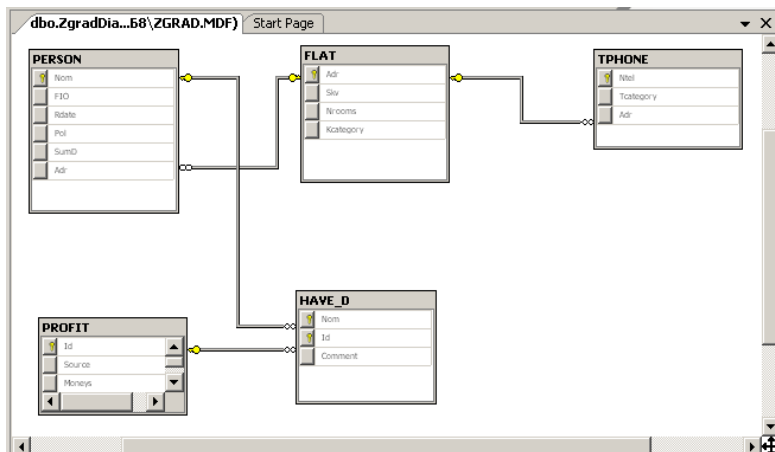 dbo.ZgradDia...Б8\ZGRAD.MDF) Start Page
PERSON
Nom
FIO
Rdate
Pol
SumD
Adr
FLAT
Adr
Skv
Nrooms
Kcategory
TPHONE
Ntel
Tcategory
Adr
PROFIT
Id
Source
Moneys
HAVE_D
Nom
Id
Comment